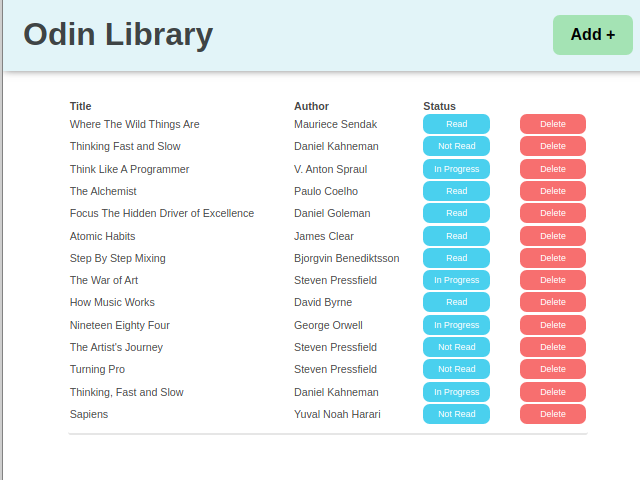 Odin Library
Add +
Title Author Status
Where The Wild Things Are Mauriece Sendak Read Delete
Thinking Fast and Slow Daniel Kahneman Not Read Delete
Think Like A Programmer V. Anton Spraul In Progress Delete
The Alchemist Paulo Coelho Read Delete
Focus The Hidden Driver of Excellence Daniel Goleman Read Delete
Atomic Habits James Clear Read Delete
Step By Step Mixing Bjorgvin Benediktsson Read Delete
The War of Art Steven Pressfield In Progress Delete
How Music Works David Byrne Read Delete
Nineteen Eighty Four George Orwell In Progress Delete
The Artist's Journey Steven Pressfield Not Read Delete
Turning Pro Steven Pressfield Not Read Delete
Thinking, Fast and Slow Daniel Kahneman In Progress Delete
Sapiens Yuval Noah Harari Not Read Delete